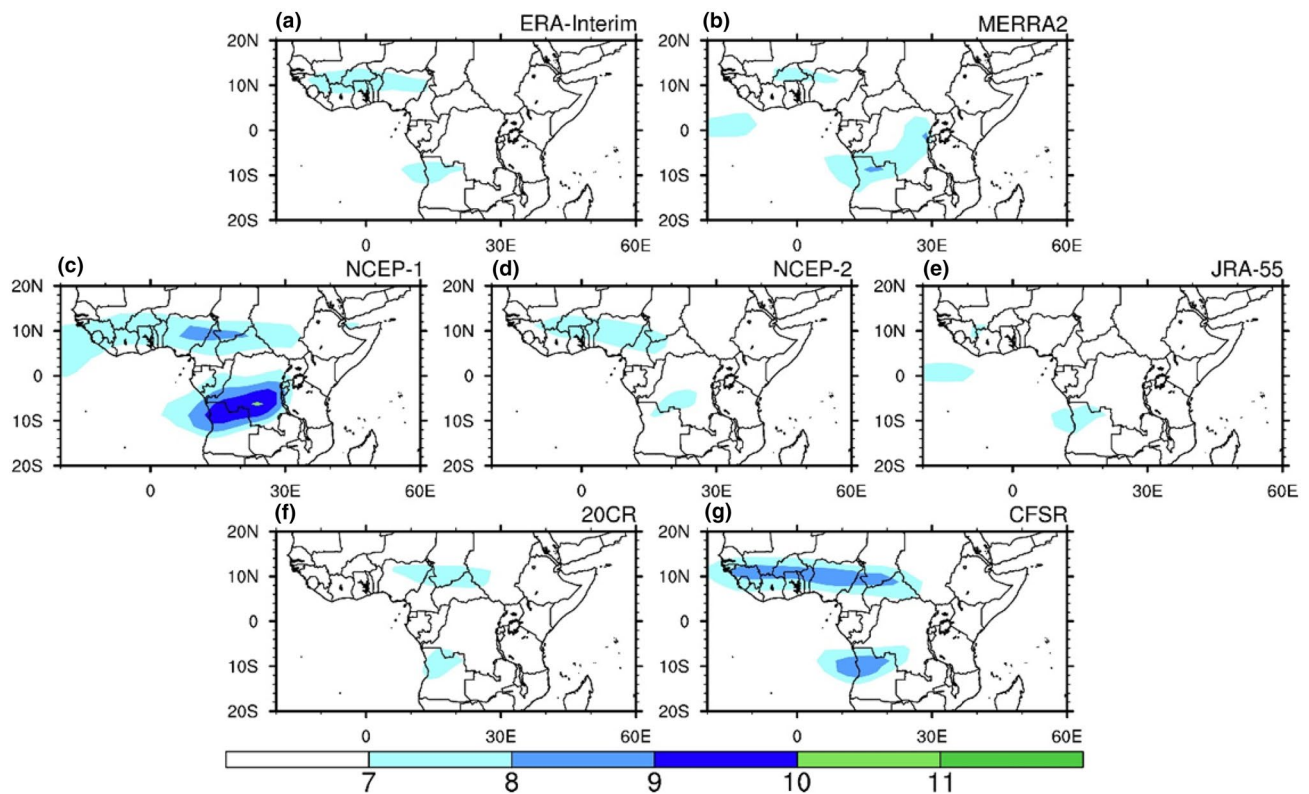 (a) ERA-Interim (b) MERRA2
20N 20N
10N 10N
0 0
10S 10S
20S 20S
0 30E 60E 0 30E 60E
(c) NCEP-1 (d) NCEP-2 (e) JRA-55
20N 20N 20N
10N 10N 10N
0 0 0
10S 10S 10S
20S 20S 20S
0 30E 60E 0 30E 60E 0 30E 60E
(f) 20CR (g) CFSR
20N 20N
10N 10N
0 0
10S 10S
20S 20S
0 30E 60E 0 30E 60E
7 8 9 10 11